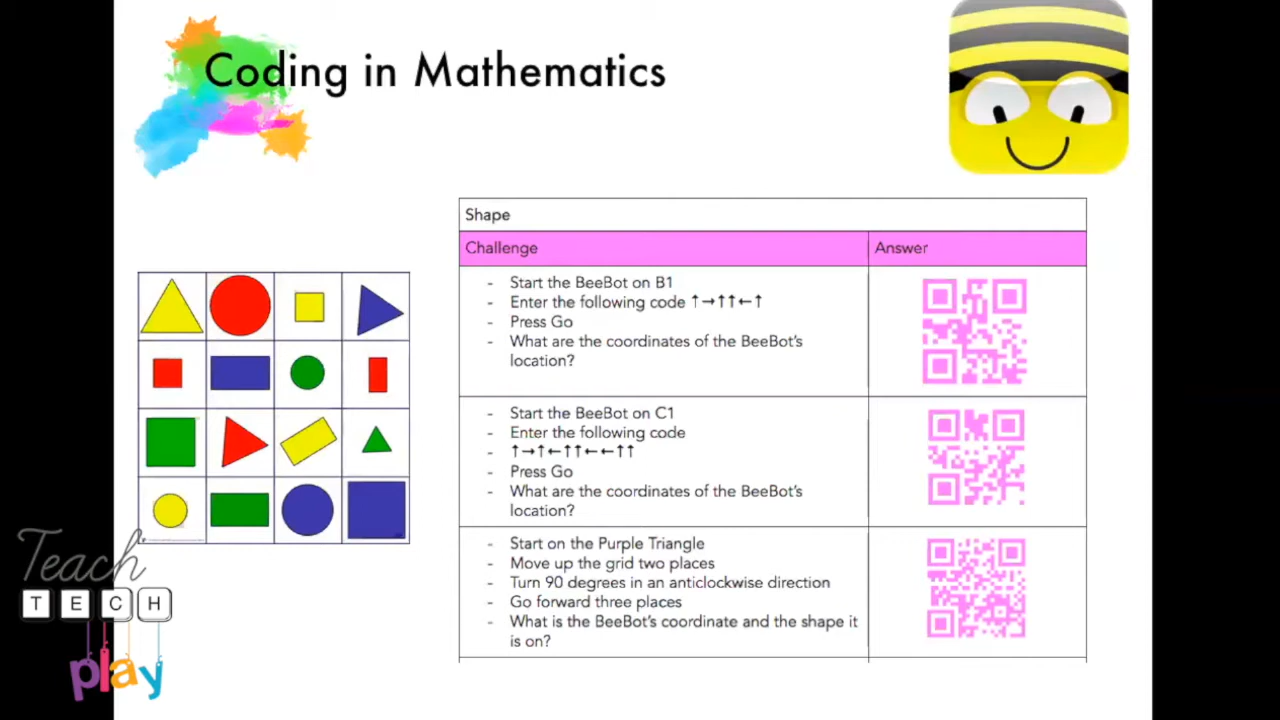 Coding in Mathematics
Shape
Challenge Answer
- Start the BeeBot on B1
- Enter the following code ↑→↑↑←↑
- Press Go
- What are the coordinates of the BeeBot's
location?
- Start the BeeBot on C1
- Enter the following code
- ↑→↑←↑↑←←↑↑
- Press Go
- What are the coordinates of the BeeBot's
location?
- Start on the Purple Triangle
- Move up the grid two places
- Turn 90 degrees in an anticlockwise direction
- Go forward three places
- What is the BeeBot's coordinate and the shape it
is on?
Teach
TECH
play